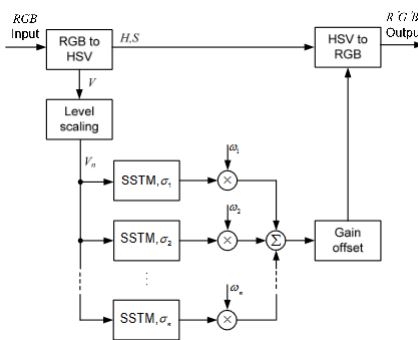 RGB
Input
RGB to
HSV
H,S
HSV to
RGB
R'G'B'
Output
V
Level
scaling
Vn
SSTM,σ1
ω1
×
SSTM,σ2
ω2
×
Σ
Gain
offset
⋮
SSTM,σn
ωn
×